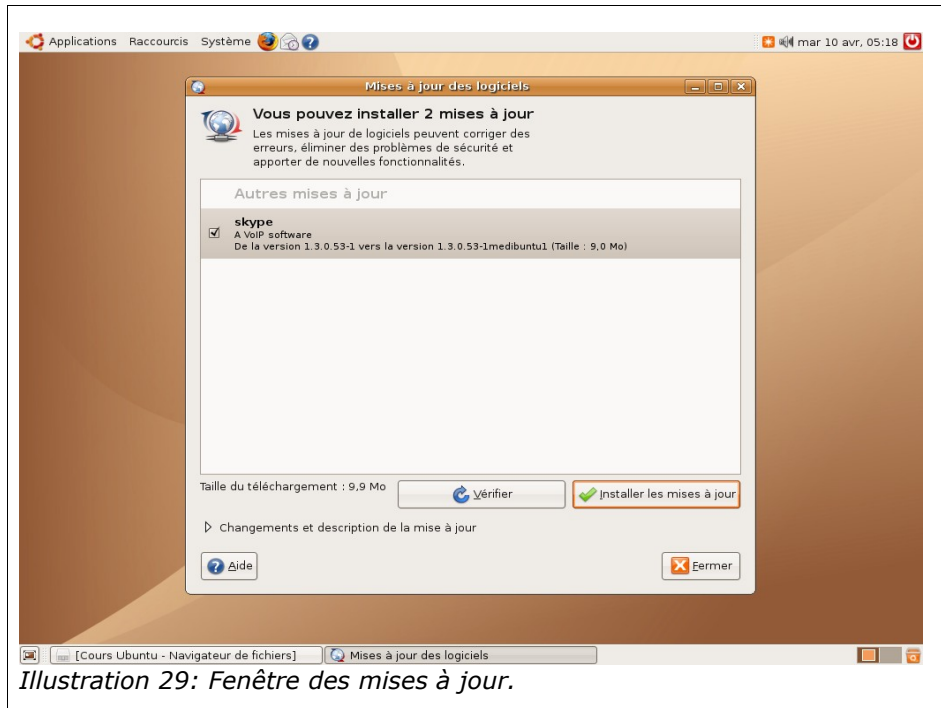 Applications Raccourcis Système mar 10 avr, 05:18
Mises à jour des logiciels
Vous pouvez installer 2 mises à jour
Les mises à jour de logiciels peuvent corriger des
erreurs, éliminer des problèmes de sécurité et
apporter de nouvelles fonctionnalités.
Autres mises à jour
skype
A VoIP software
De la version 1.3.0.53-1 vers la version 1.3.0.53-1medibuntu1 (Taille : 9,0 Mo)
Taille du téléchargement : 9,9 Mo Vérifier Installer les mises à jour
Changements et description de la mise à jour
Aide Fermer
[Cours Ubuntu - Navigateur de fichiers] Mises à jour des logiciels
Illustration 29: Fenêtre des mises à jour.